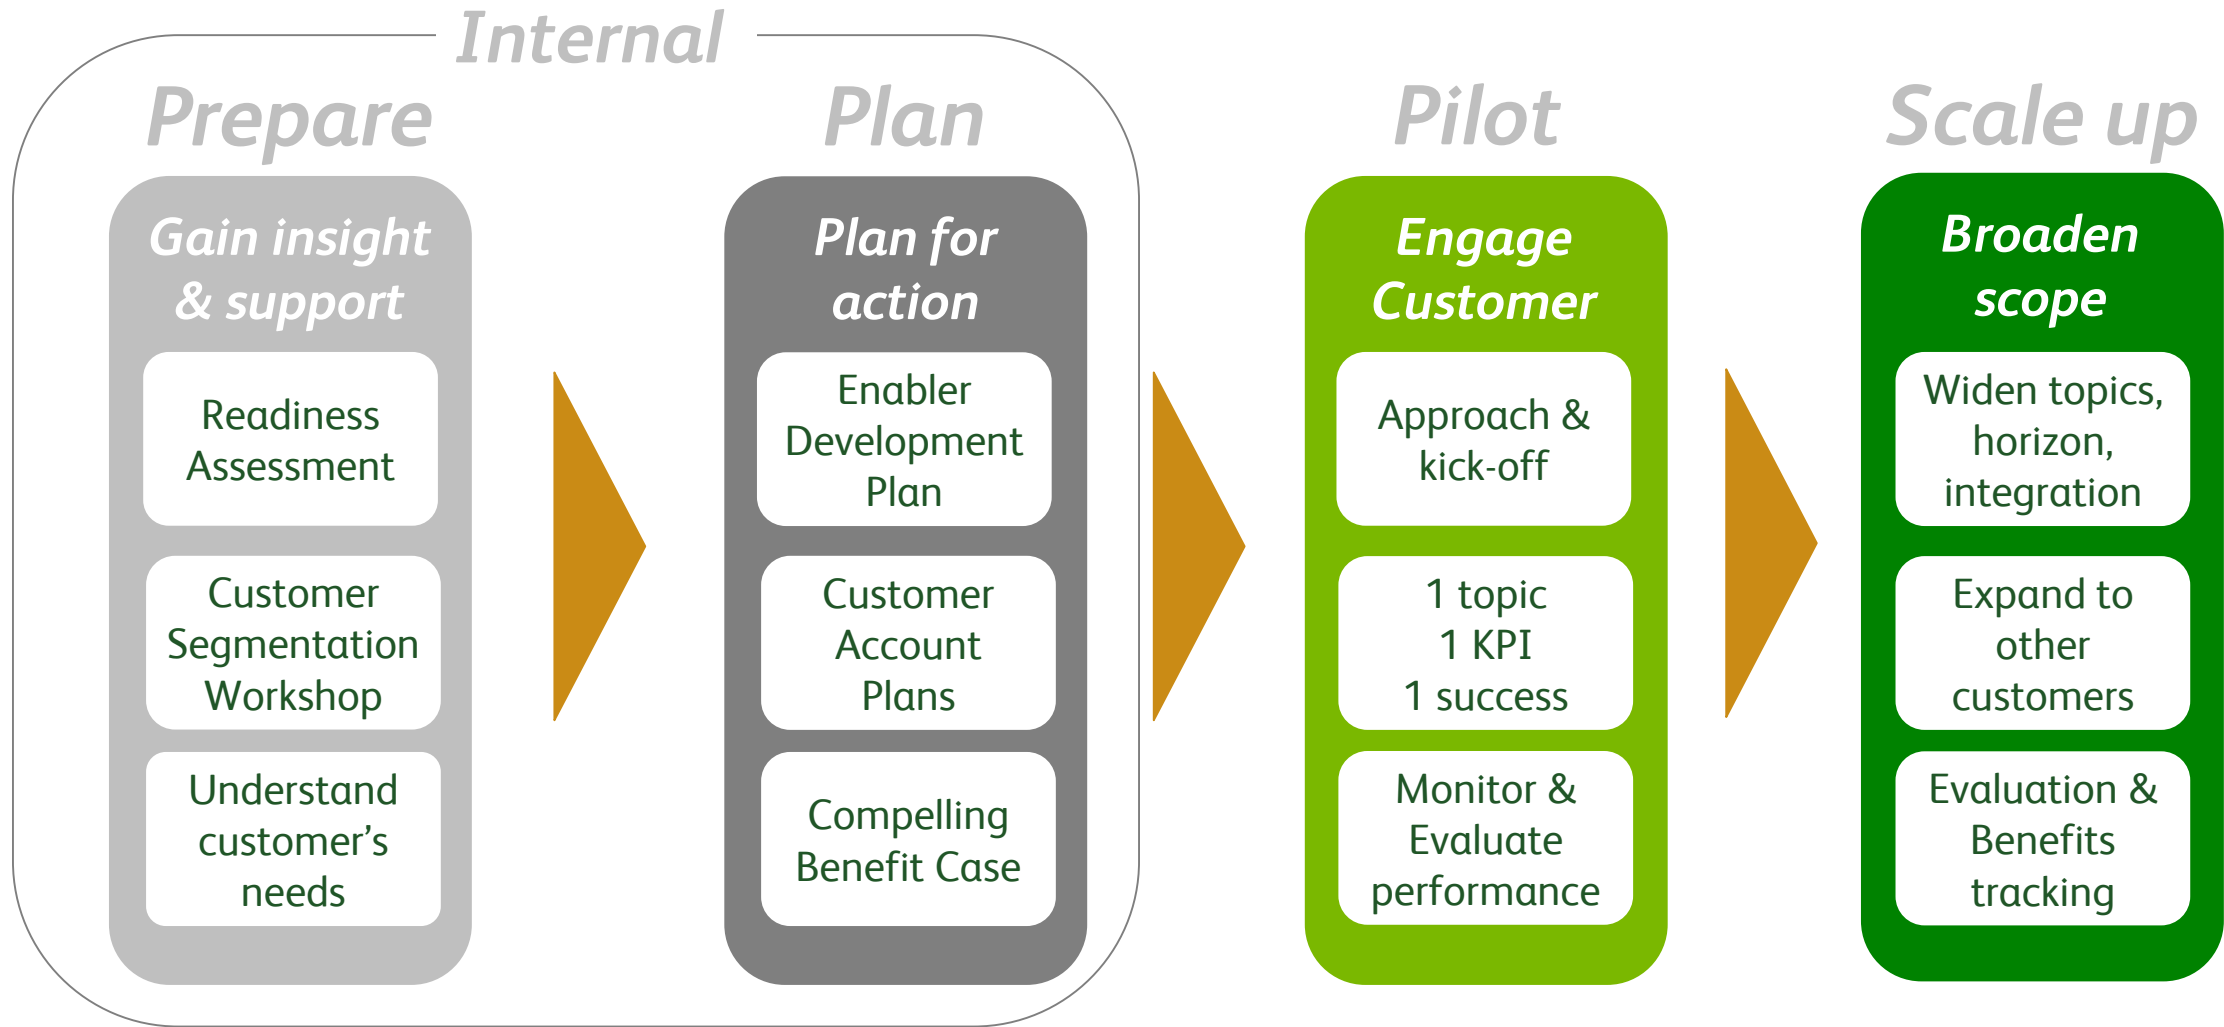 Internal
Prepare
Gain insight
& support
Readiness
Assessment
Customer
Segmentation
Workshop
Understand
customer’s
needs
Plan
Plan for
action
Enabler
Development
Plan
Customer
Account
Plans
Compelling
Benefit Case
Pilot
Engage
Customer
Approach &
kick-off
1 topic
1 KPI
1 success
Monitor &
Evaluate
performance
Scale up
Broaden
scope
Widen topics,
horizon,
integration
Expand to
other
customers
Evaluation &
Benefits
tracking